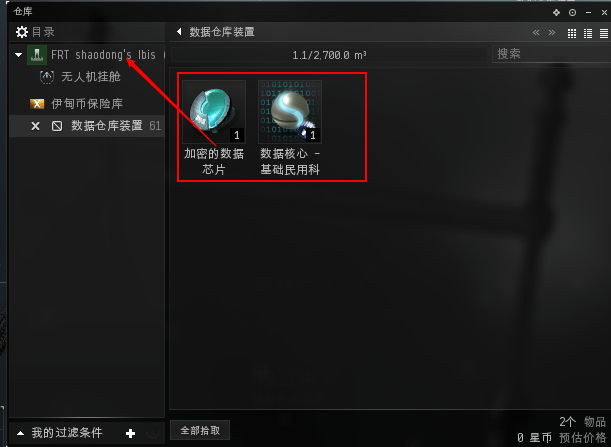 仓库
目录
数据仓库装置
FRT shaodong's Ibis (
1.1/2,700.0 m³
搜索
无人机挂舱
伊甸币保险库
数据仓库装置 61
1
1
加密的数据
芯片
数据核心 -
基础民用科
我的过滤条件
全部拾取
2个 物品
0 星币 预估价格